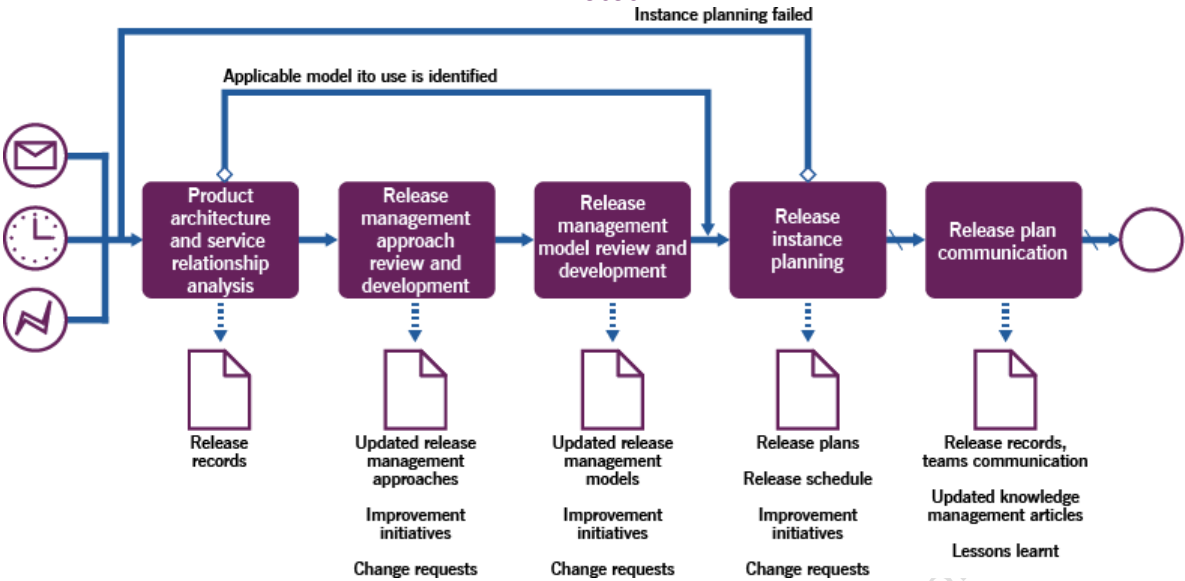 Instance planning failed
Applicable model ito use is identified
Product
architecture
and service
relationship
analysis
Release
management
approach
review and
development
Release
management
model review and
development
Release
instance
planning
Release plan
communication
Release
records
Updated release
management
approaches
Improvement
initiatives
Change requests
Updated release
management
models
Improvement
initiatives
Change requests
Release plans
Release schedule
Improvement
initiatives
Change requests
Release records,
teams communication
Updated knowledge
management articles
Lessons learnt